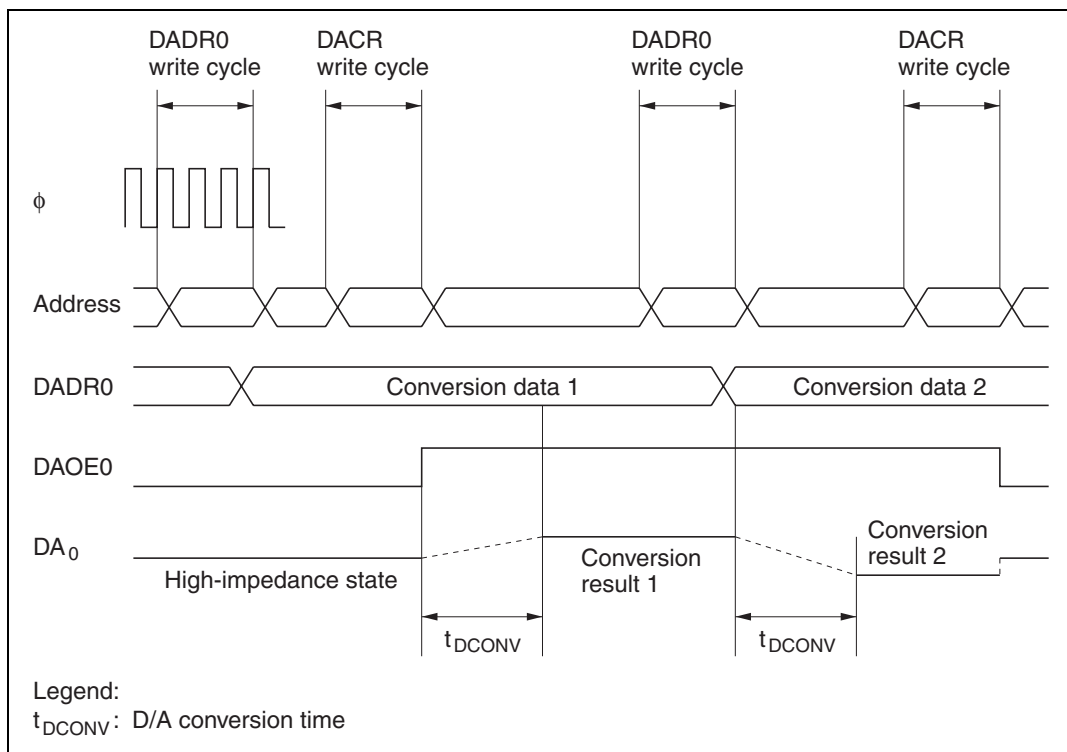 DADR0 write cycle
DACR write cycle
DADR0 write cycle
DACR write cycle
ϕ
Address
DADR0
Conversion data 1
Conversion data 2
DAOE0
DA0
High-impedance state
Conversion result 1
Conversion result 2
tDCONV
tDCONV
Legend:
tDCONV: D/A conversion time